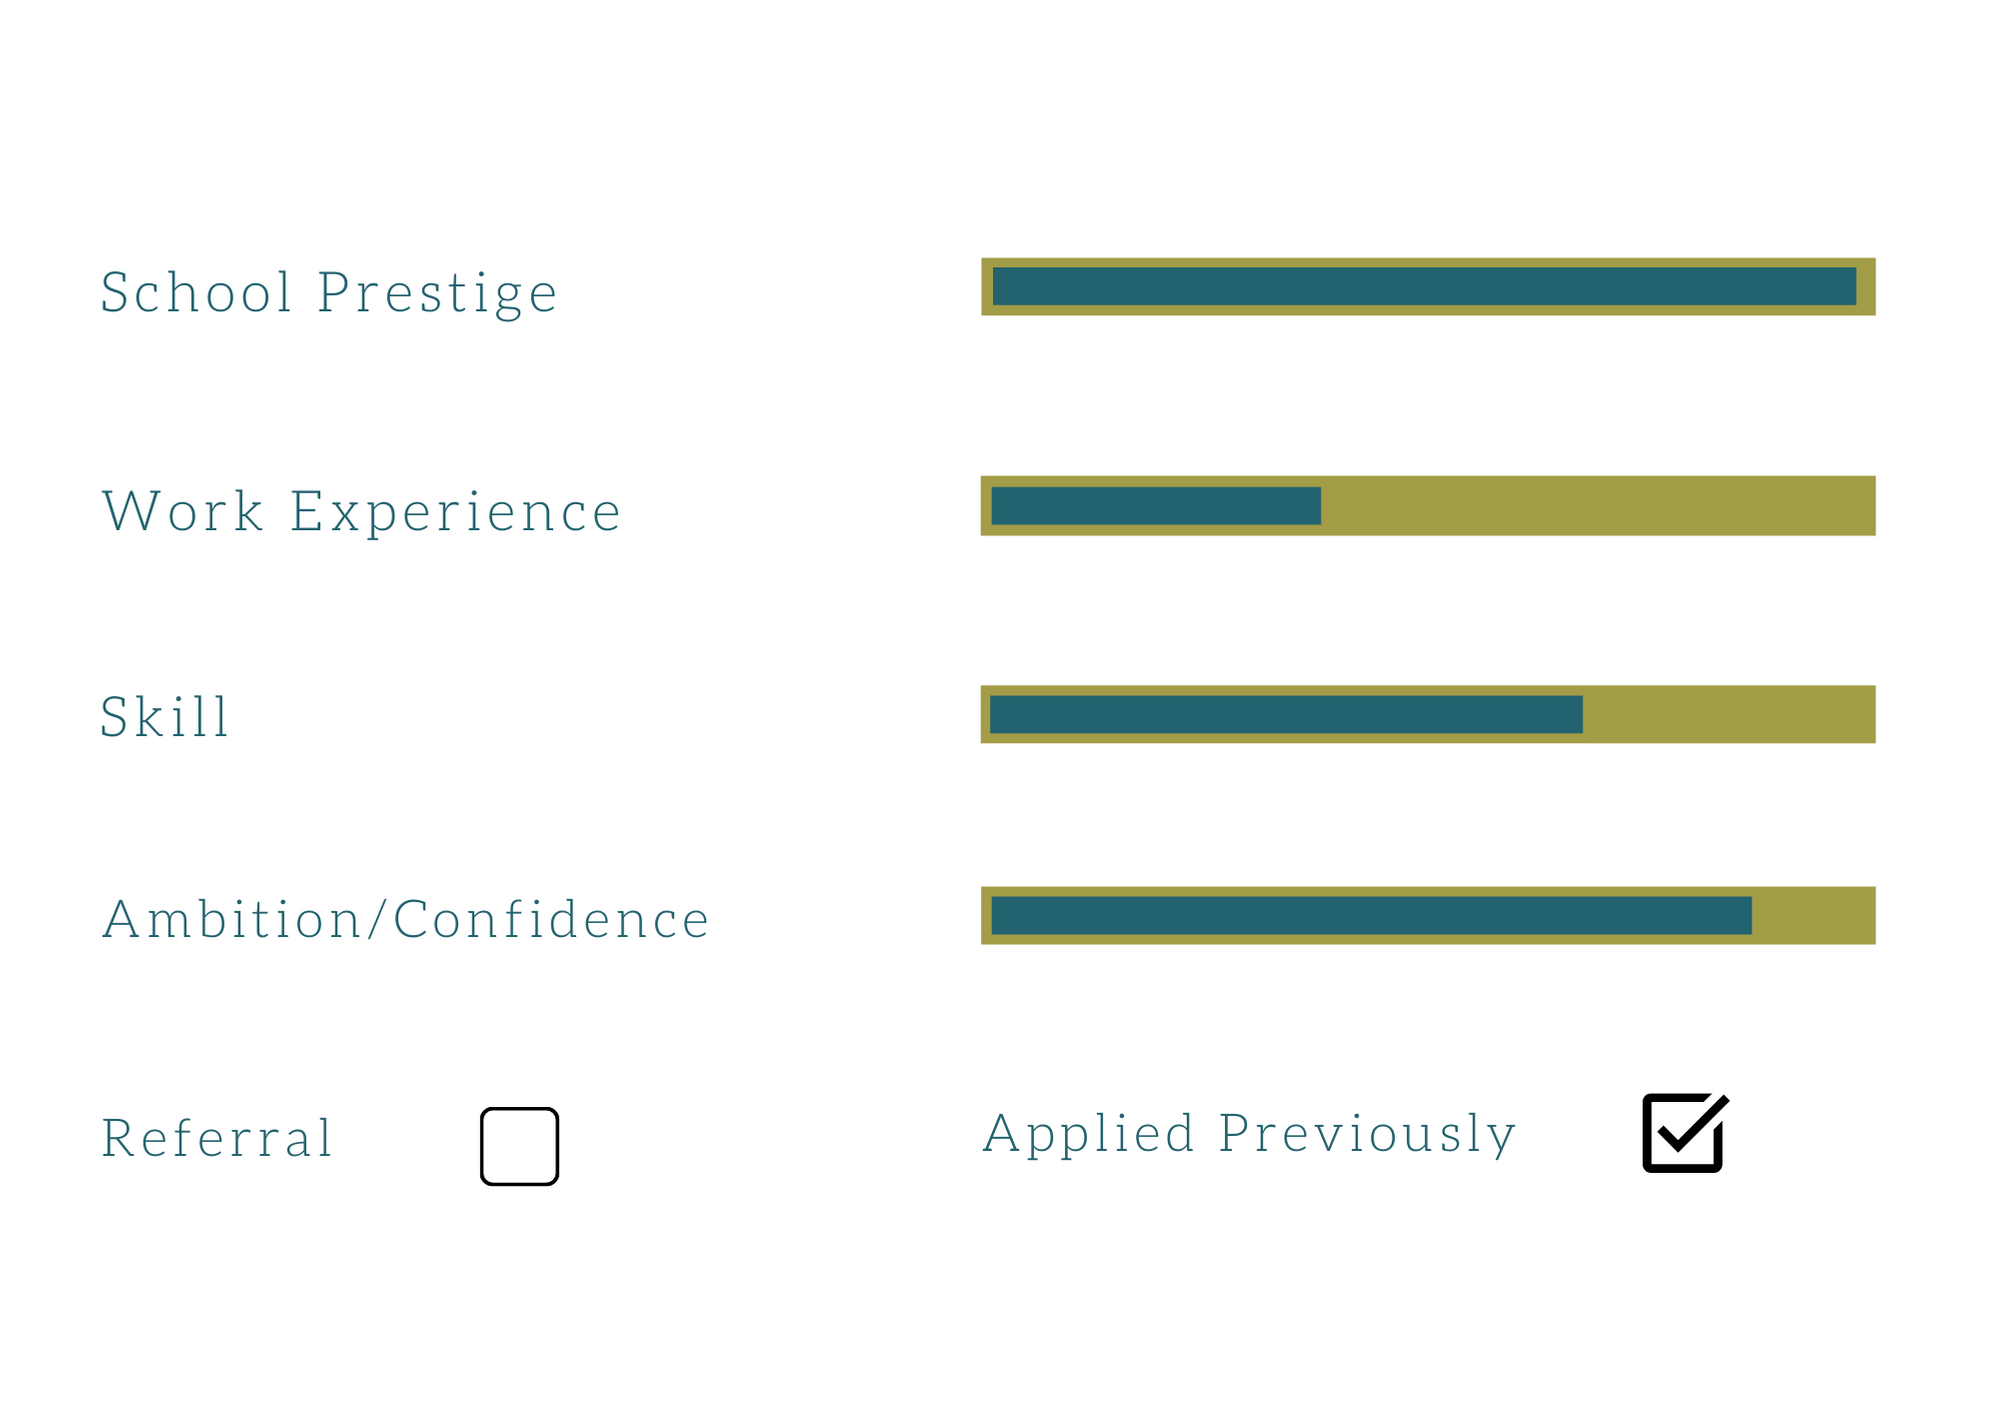 School Prestige
Work Experience
Skill
Ambition/Confidence
Referral
Applied Previously